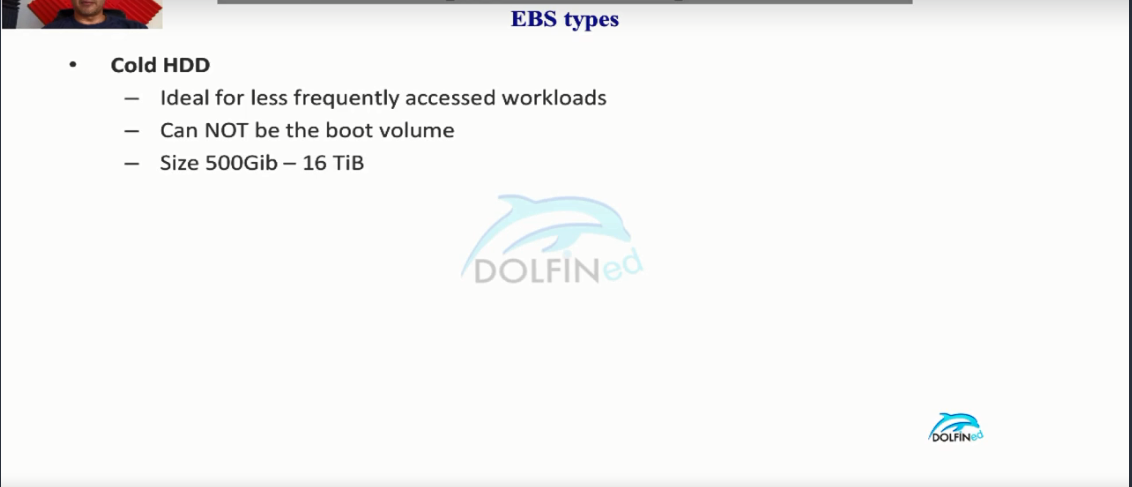 EBS types
• Cold HDD
– Ideal for less frequently accessed workloads
– Can NOT be the boot volume
– Size 500Gib – 16 TiB
DOLFINed
DOLFINed